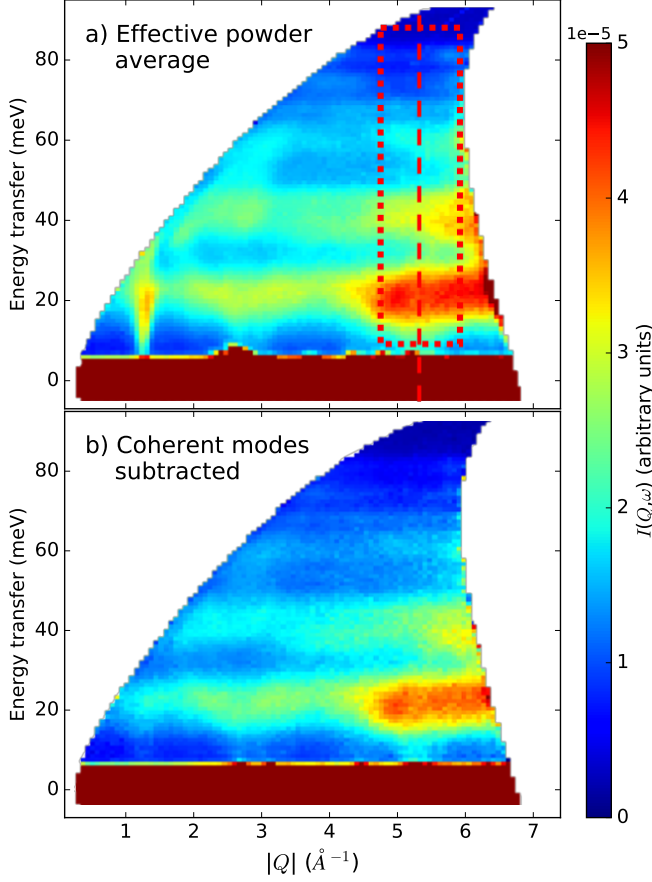 a) Effective powder
average
Energy transfer (meV)
80
60
40
20
0
b) Coherent modes
subtracted
Energy transfer (meV)
80
60
40
20
0
1 2 3 4 5 6 7
|Q| (Å⁻¹)
1e−5
5
4
3
2
1
0
I(Q,ω) (arbitrary units)